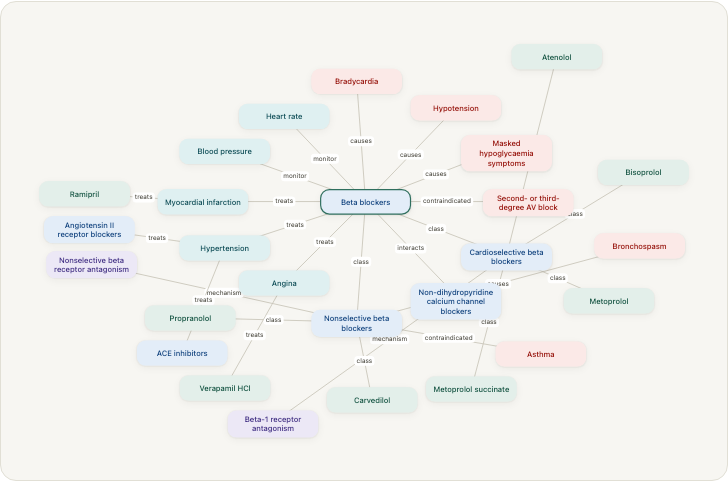 Atenolol
Bradycardia
Hypotension
Heart rate
causes
Masked
hypoglycaemia
symptoms
Blood pressure
monitor
causes
causes
monitor
Bisoprolol
Ramipril
treats
Myocardial infarction
treats
Beta blockers
contraindicated
Second- or third-
degree AV block
class
Angiotensin II
receptor blockers
treats
Hypertension
treats
treats
class
interacts
Cardioselective beta
blockers
Bronchospasm
Nonselective beta
receptor antagonism
class
Angina
mechanism
treats
causes
class
Non-dihydropyridine
calcium channel
blockers
Metoprolol
Propranolol
class
Nonselective beta
blockers
class
treats
mechanism
contraindicated
ACE inhibitors
Asthma
class
Verapamil HCl
Metoprolol succinate
Carvedilol
Beta-1 receptor
antagonism